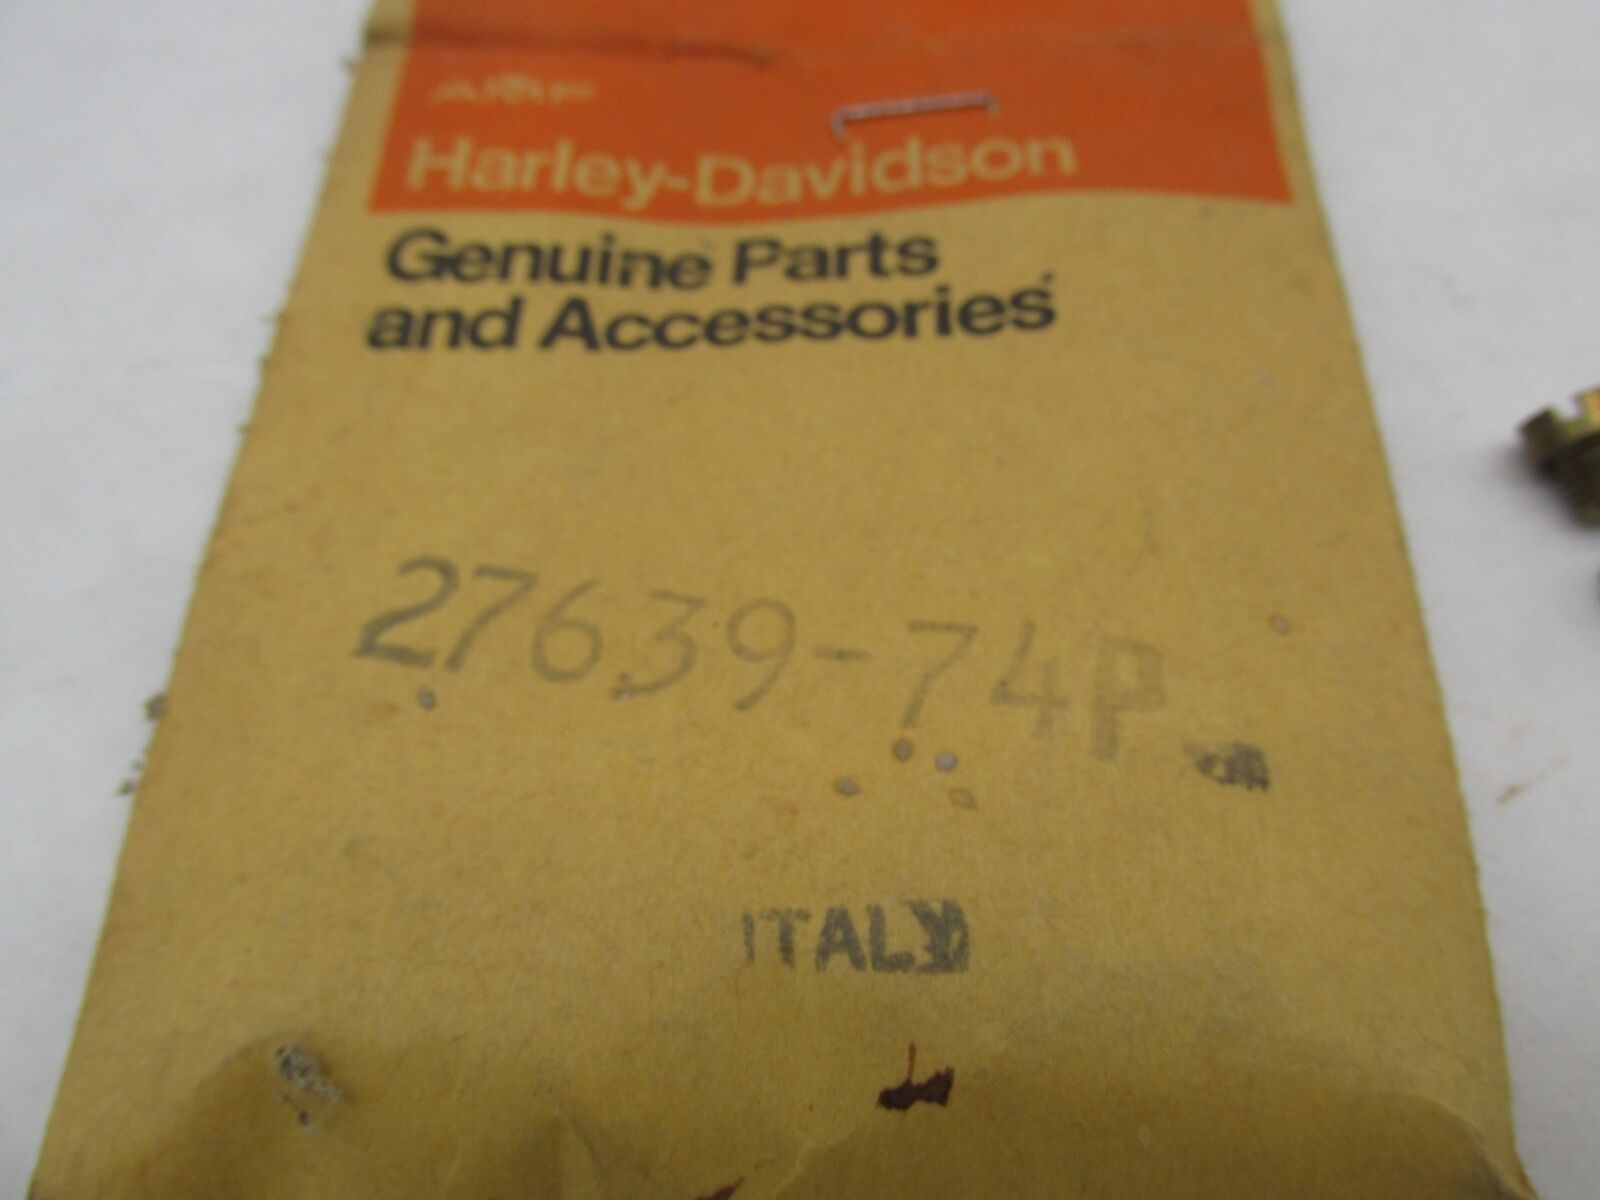 AMF
Harley-Davidson
Genuine Parts
and Accessories
27639-74P
ITALY